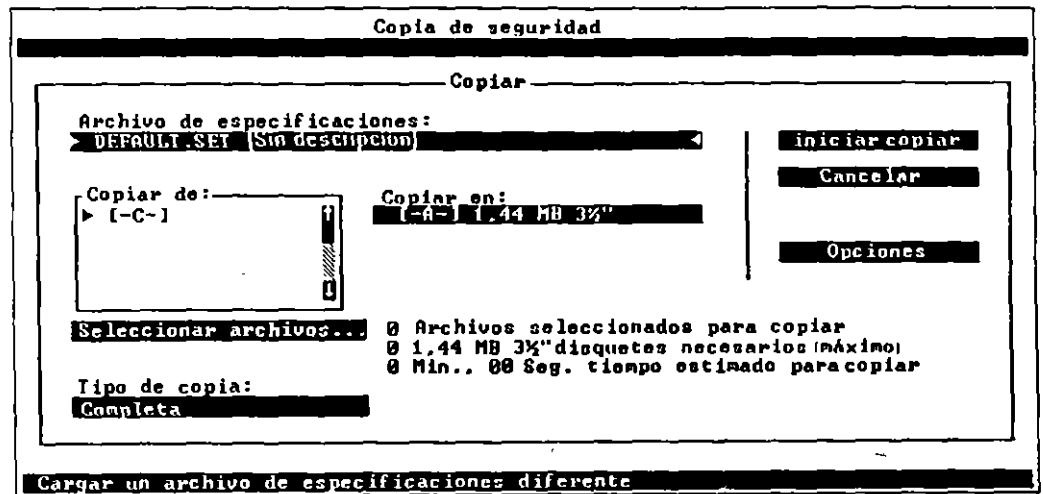 Copia de seguridad
Copiar
Archivo de especificaciones:
DEFAULT.SET (Sin descripcion)
iniciar copiar
Cancelar
Opciones
Copiar de:
[-C-]
Copiar en:
[-A-] 1,44 MB 3½"
Seleccionar archivos...
0 Archivos seleccionados para copiar
0 1,44 MB 3½" disquetes necesarios (máximo)
0 Min., 00 Seg. tiempo estimado para copiar
Tipo de copia:
Completa
Cargar un archivo de especificaciones diferente